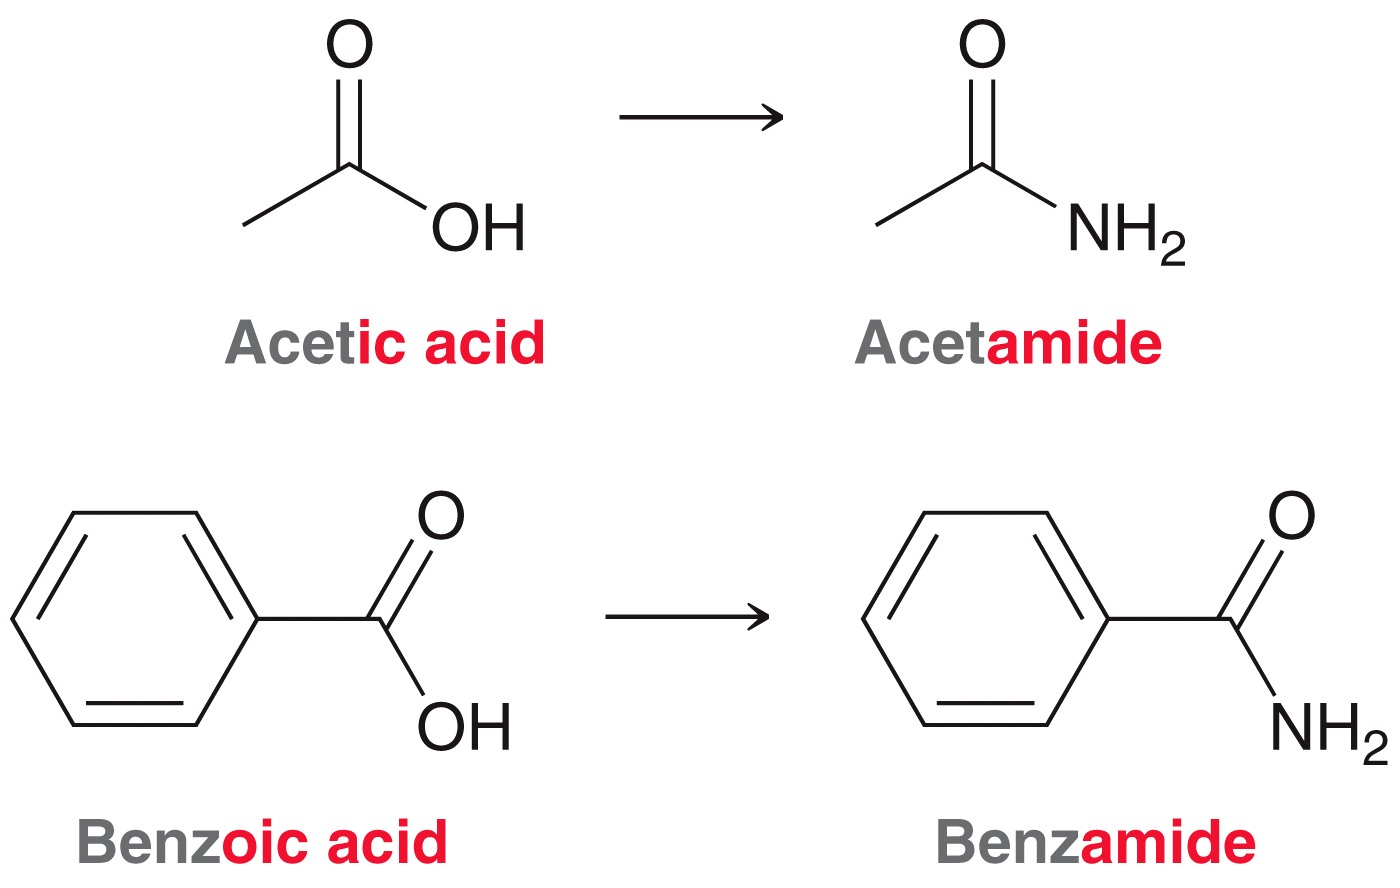 O O
OH NH2
Acetic acid Acetamide
O O
OH NH2
Benzoic acid Benzamide